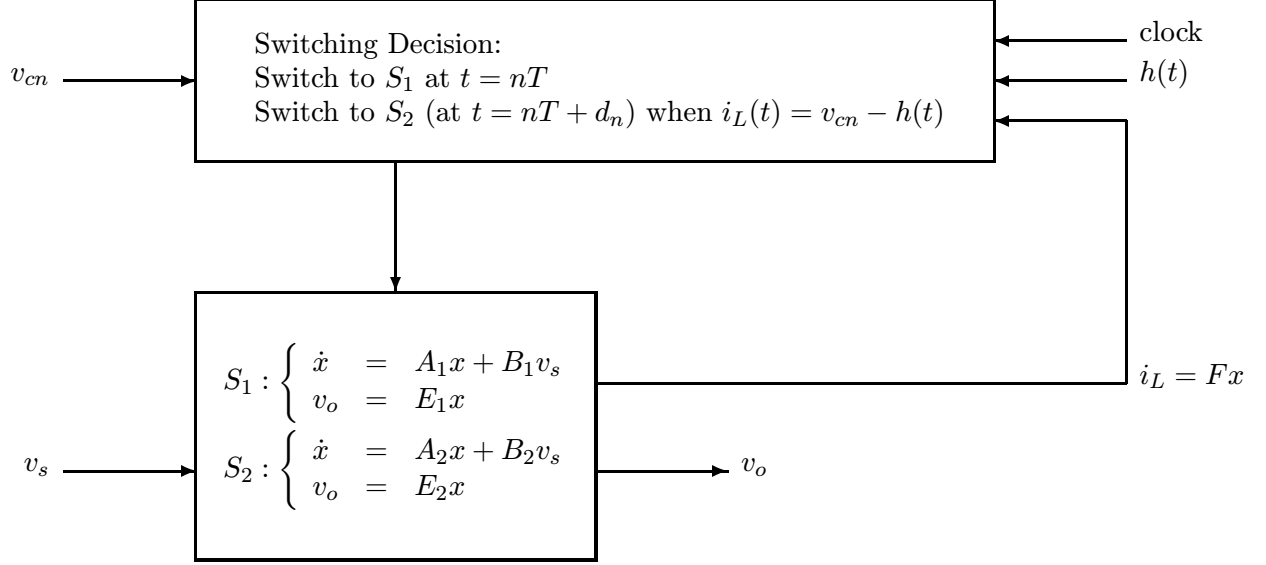 Switching Decision:
clock
v_{cn}
Switch to S_1 at t = nT
h(t)
Switch to S_2 (at t = nT + d_n) when i_L(t) = v_{cn} − h(t)
S_1 : { ẋ = A_1x + B_1v_s
v_o = E_1x
i_L = Fx
v_s
S_2 : { ẋ = A_2x + B_2v_s
v_o = E_2x
v_o